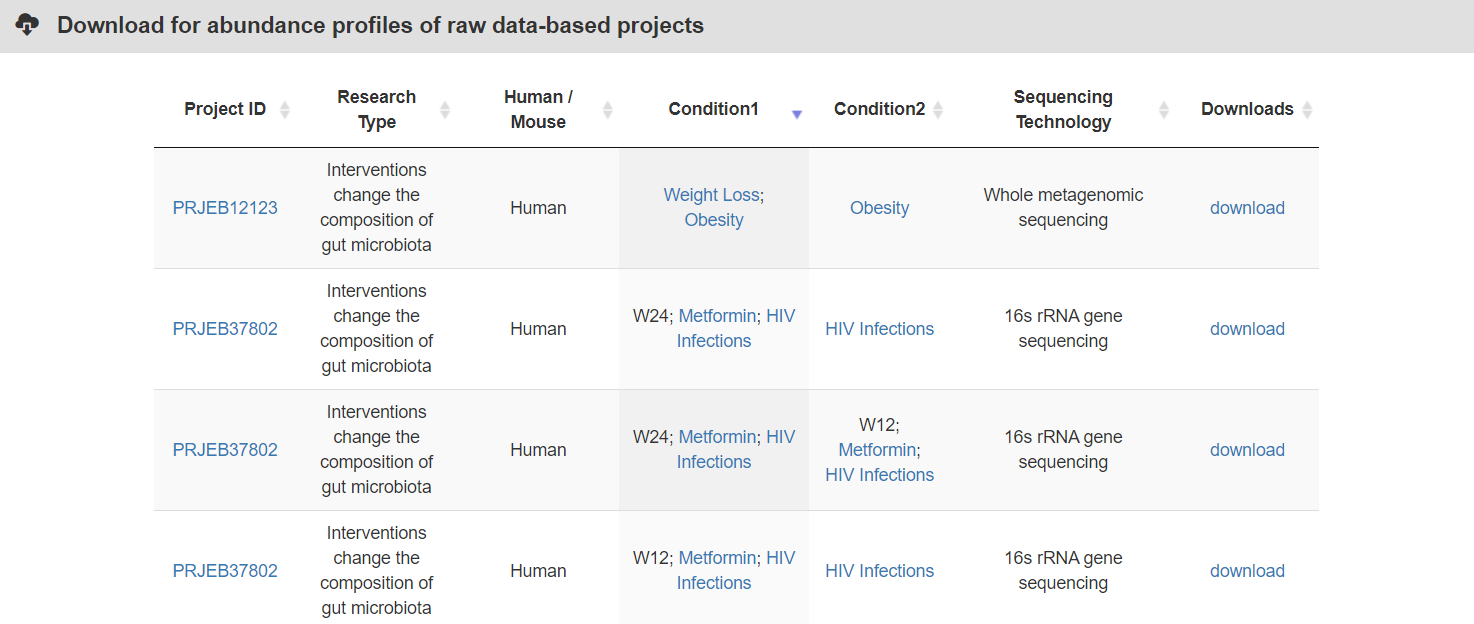 Download for abundance profiles of raw data-based projects
Project ID
Research
Type
Human /
Mouse
Condition1
Condition2
Sequencing
Technology
Downloads
PRJEB12123
Interventions
change the
composition of
gut microbiota
Human
Weight Loss;
Obesity
Obesity
Whole metagenomic
sequencing
download
PRJEB37802
Interventions
change the
composition of
gut microbiota
Human
W24; Metformin; HIV
Infections
HIV Infections
16s rRNA gene
sequencing
download
PRJEB37802
Interventions
change the
composition of
gut microbiota
Human
W24; Metformin; HIV
Infections
W12;
Metformin;
HIV Infections
16s rRNA gene
sequencing
download
PRJEB37802
Interventions
change the
composition of
gut microbiota
Human
W12; Metformin; HIV
Infections
HIV Infections
16s rRNA gene
sequencing
download